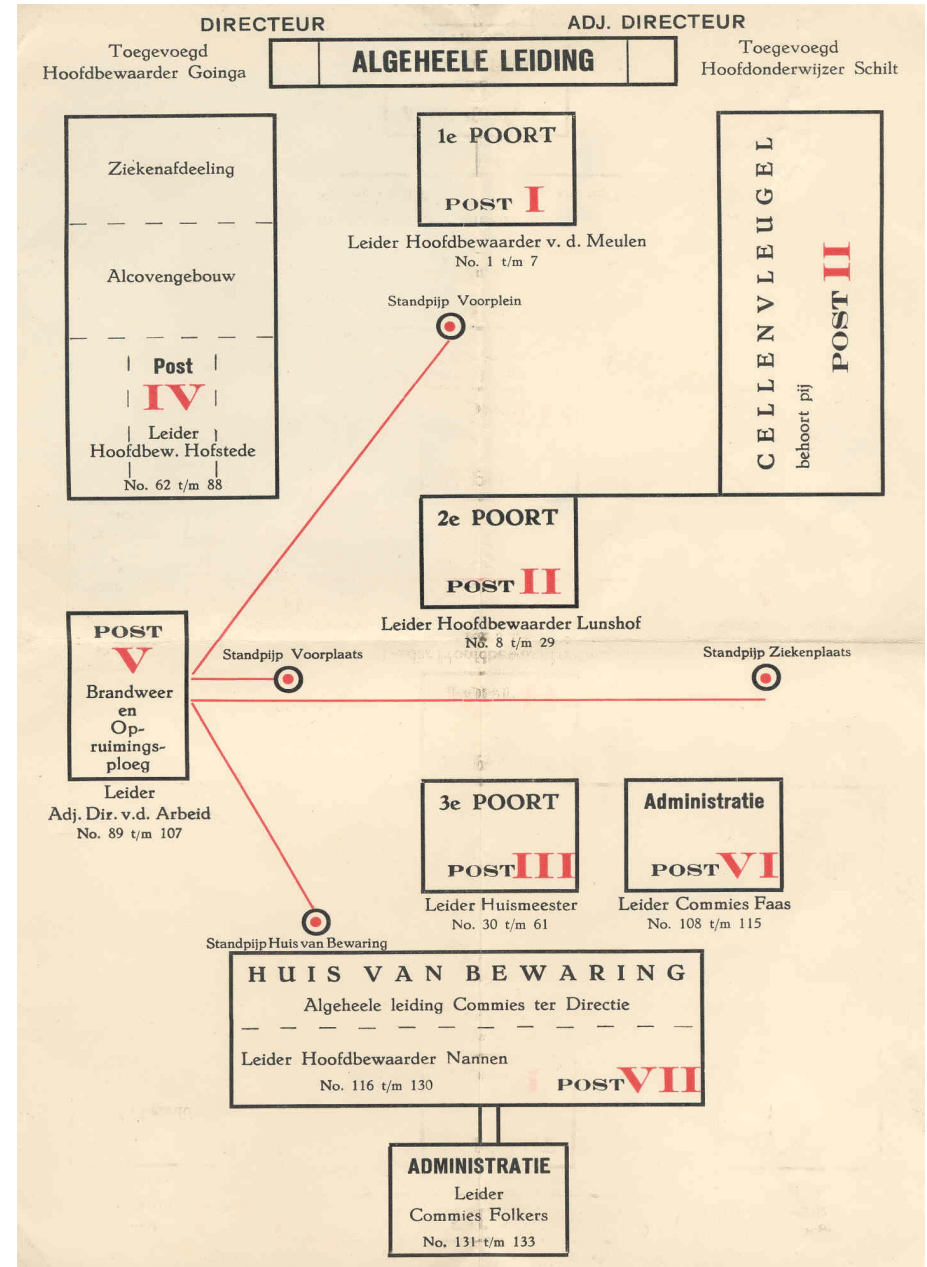 DIRECTEUR
ADJ. DIRECTEUR
Toegevoegd
Hoofdbewaarder Goinga
ALGEHEELE LEIDING
Toegevoegd
Hoofdonderwijzer Schilt
Ziekenafdeeling
Alcovengebouw
Post
IV
Leider
Hoofdbew. Hofstede
No. 62 t/m 88
1e POORT
POST I
Leider Hoofdbewaarder v. d. Meulen
No. 1 t/m 7
CELLENVLEUGEL
behoort pij
POST II
Standpijp Voorplein
2e POORT
POST II
Leider Hoofdbewaarder Lunshof
No. 8 t/m 29
POST
V
Brandweer
en
Op-
ruimings-
ploeg
Leider
Adj. Dir. v.d. Arbeid
No. 89 t/m 107
Standpijp Voorplaats
Standpijp Ziekenplaats
3e POORT
POST III
Leider Huismeester
No. 30 t/m 61
Administratie
POST VI
Leider Commies Faas
No. 108 t/m 115
Standpijp Huis van Bewaring
HUIS VAN BEWARING
Algeheele leiding Commies ter Directie
Leider Hoofdbewaarder Nannen
No. 116 t/m 130
POST VII
ADMINISTRATIE
Leider
Commies Folkers
No. 131 t/m 133